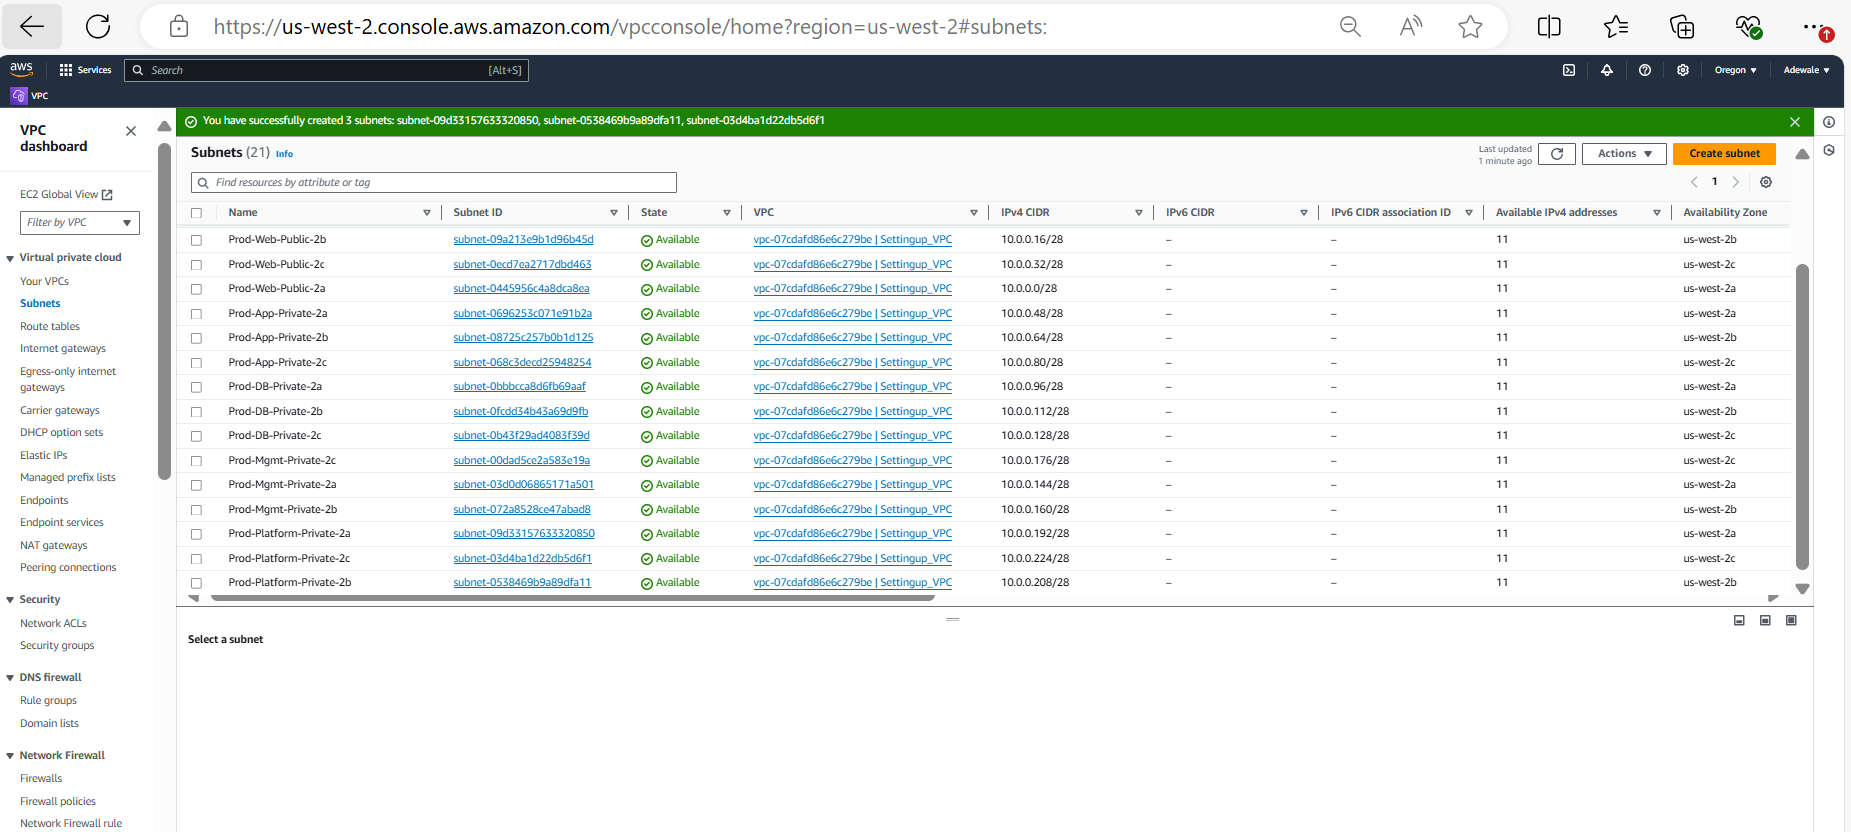 https://us-west-2.console.aws.amazon.com/vpcconsole/home?region=us-west-2#subnets:
aws Services Search [Alt+S] Oregon Adewale
VPC
VPC dashboard
EC2 Global View
Filter by VPC
Virtual private cloud
Your VPCs
Subnets
Route tables
Internet gateways
Egress-only internet gateways
Carrier gateways
DHCP option sets
Elastic IPs
Managed prefix lists
Endpoints
Endpoint services
NAT gateways
Peering connections
Security
Network ACLs
Security groups
DNS firewall
Rule groups
Domain lists
Network Firewall
Firewalls
Firewall policies
Network Firewall rule
You have successfully created 3 subnets: subnet-09d33157633320850, subnet-0538469b9a89dfa11, subnet-03d4ba1d22db5d6f1
Subnets (21) Info
Last updated
1 minute ago
Actions
Create subnet
Find resources by attribute or tag
1
Name Subnet ID State VPC IPv4 CIDR IPv6 CIDR IPv6 CIDR association ID Available IPv4 addresses Availability Zone
Prod-Web-Public-2b subnet-09a213e9b1d96b45d Available vpc-07cdafd86e6c279be | Settingup_VPC 10.0.0.16/28 – – 11 us-west-2b
Prod-Web-Public-2c subnet-0ecd7ea2717dbd463 Available vpc-07cdafd86e6c279be | Settingup_VPC 10.0.0.32/28 – – 11 us-west-2c
Prod-Web-Public-2a subnet-0445956c4a8dca8ea Available vpc-07cdafd86e6c279be | Settingup_VPC 10.0.0.0/28 – – 11 us-west-2a
Prod-App-Private-2a subnet-0696253c071e91b2a Available vpc-07cdafd86e6c279be | Settingup_VPC 10.0.0.48/28 – – 11 us-west-2a
Prod-App-Private-2b subnet-08725c257b0b1d125 Available vpc-07cdafd86e6c279be | Settingup_VPC 10.0.0.64/28 – – 11 us-west-2b
Prod-App-Private-2c subnet-068c3decd25948254 Available vpc-07cdafd86e6c279be | Settingup_VPC 10.0.0.80/28 – – 11 us-west-2c
Prod-DB-Private-2a subnet-0bbbcca8d6fb69aaf Available vpc-07cdafd86e6c279be | Settingup_VPC 10.0.0.96/28 – – 11 us-west-2a
Prod-DB-Private-2b subnet-0fcdd34b43a69d9fb Available vpc-07cdafd86e6c279be | Settingup_VPC 10.0.0.112/28 – – 11 us-west-2b
Prod-DB-Private-2c subnet-0b43f29ad4083f39d Available vpc-07cdafd86e6c279be | Settingup_VPC 10.0.0.128/28 – – 11 us-west-2c
Prod-Mgmt-Private-2c subnet-00dad5ce2a583e19a Available vpc-07cdafd86e6c279be | Settingup_VPC 10.0.0.176/28 – – 11 us-west-2c
Prod-Mgmt-Private-2a subnet-03d0d06865171a501 Available vpc-07cdafd86e6c279be | Settingup_VPC 10.0.0.144/28 – – 11 us-west-2a
Prod-Mgmt-Private-2b subnet-072a8528ce47abad8 Available vpc-07cdafd86e6c279be | Settingup_VPC 10.0.0.160/28 – – 11 us-west-2b
Prod-Platform-Private-2a subnet-09d33157633320850 Available vpc-07cdafd86e6c279be | Settingup_VPC 10.0.0.192/28 – – 11 us-west-2a
Prod-Platform-Private-2c subnet-03d4ba1d22db5d6f1 Available vpc-07cdafd86e6c279be | Settingup_VPC 10.0.0.224/28 – – 11 us-west-2c
Prod-Platform-Private-2b subnet-0538469b9a89dfa11 Available vpc-07cdafd86e6c279be | Settingup_VPC 10.0.0.208/28 – – 11 us-west-2b
Select a subnet